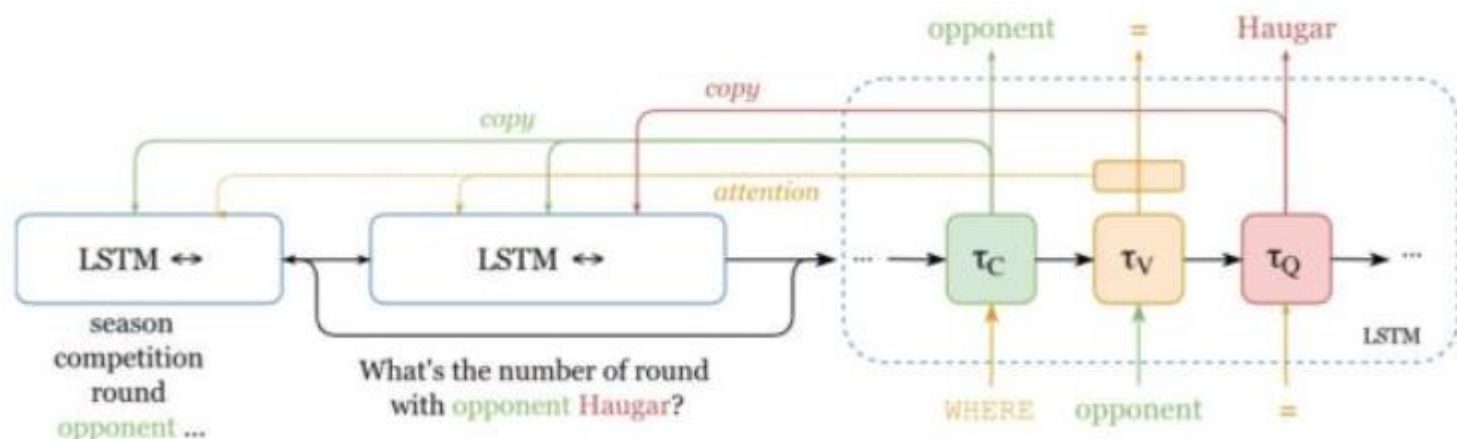 opponent = Haugar
copy
copy
attention
LSTM ↔ LSTM ↔ ... τC τV τQ ...
LSTM
season
competition
round
opponent ...
What's the number of round
with opponent Haugar?
WHERE opponent =